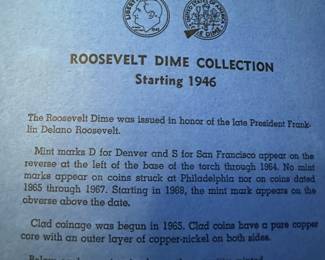 LIBERTY
ROOSEVELT DIME COLLECTION
Starting 1946
The Roosevelt Dime was issued in honor of the late President Frank-
lin Delano Roosevelt.
Mint marks D for Denver and S for San Francisco appear on the
reverse at the left of the base of the torch through 1964. No mint
marks appear on coins struck at Philadelphia nor on coins dated
1965 through 1967. Starting in 1968, the mint mark appears on the
obverse above the date.
Clad coinage was begun in 1965. Clad coins have a pure copper
core with an outer layer of copper-nickel on both sides.